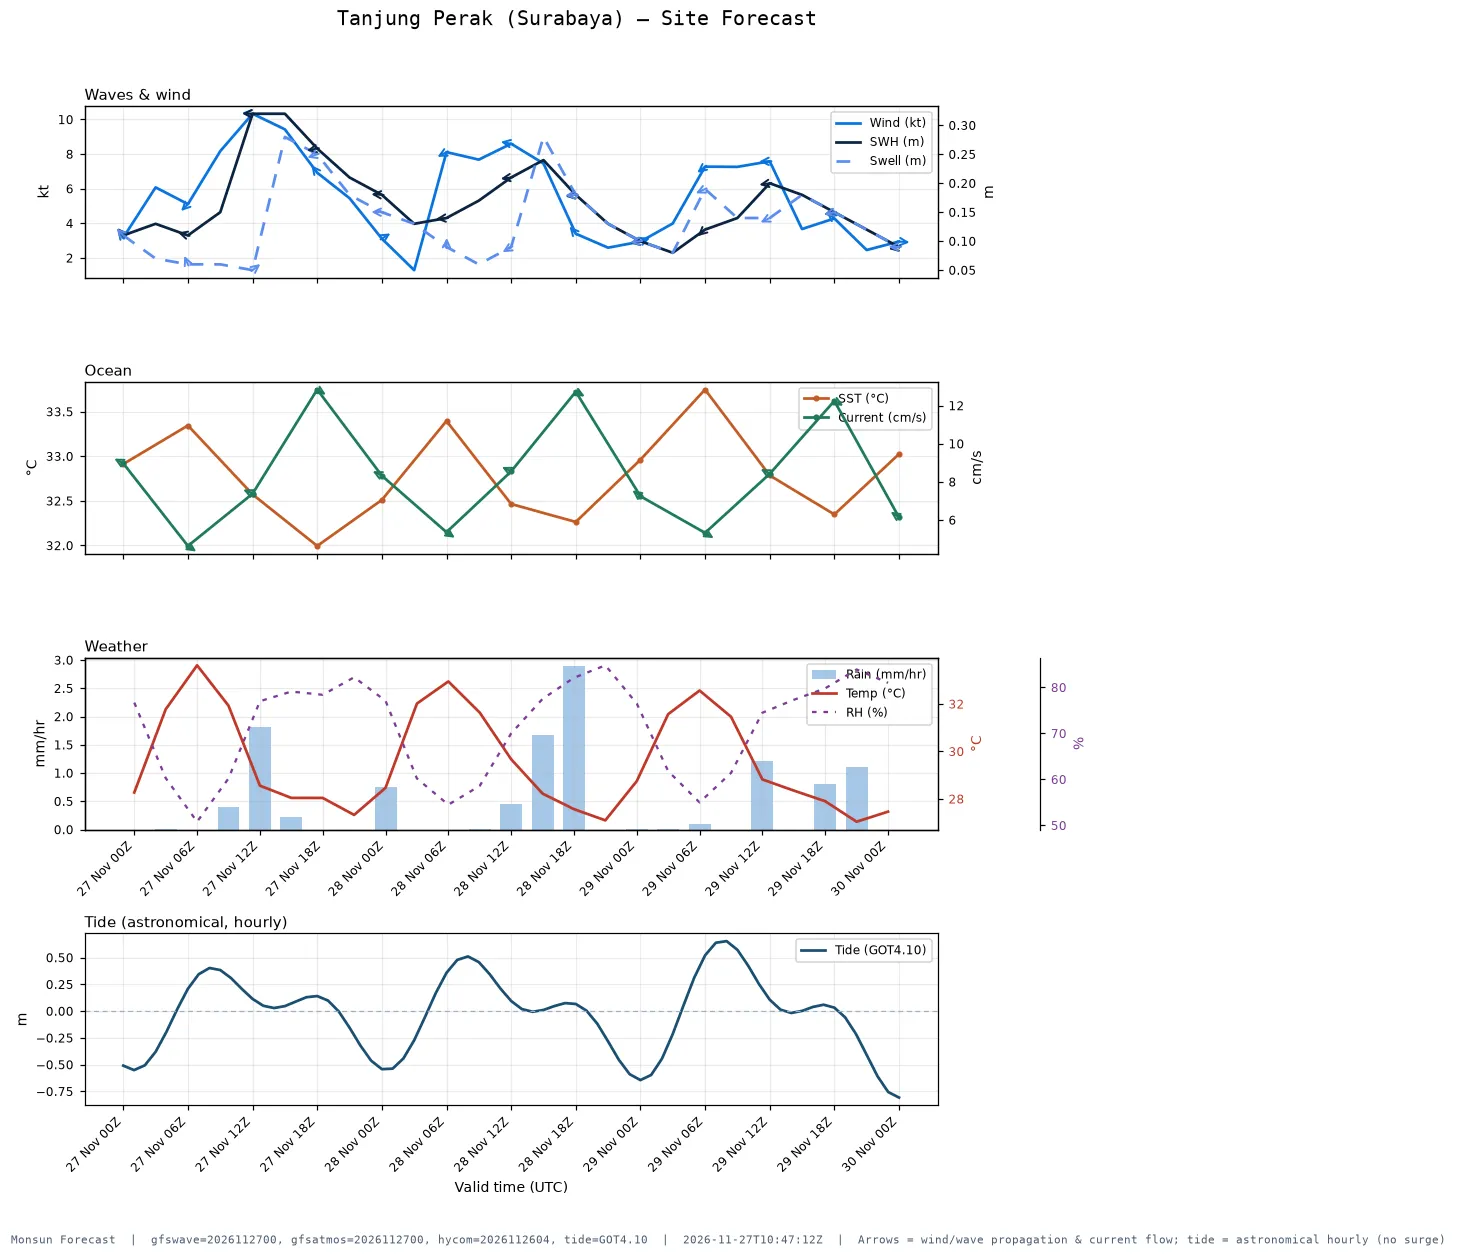 Tanjung Perak (Surabaya) — Site Forecast
Waves & wind
10
8
6
4
2
kt
0.30
0.25
0.20
0.15
0.10
0.05
m
Wind (kt)
SWH (m)
Swell (m)
Ocean
33.5
33.0
32.5
32.0
°C
12
10
8
6
cm/s
SST (°C)
Current (cm/s)
Weather
3.0
2.5
2.0
1.5
1.0
0.5
0.0
mm/hr
32
30
28
°C
80
70
60
50
%
Rain (mm/hr)
Temp (°C)
RH (%)
27 Nov 00Z
27 Nov 06Z
27 Nov 12Z
27 Nov 18Z
28 Nov 00Z
28 Nov 06Z
28 Nov 12Z
28 Nov 18Z
29 Nov 00Z
29 Nov 06Z
29 Nov 12Z
29 Nov 18Z
30 Nov 00Z
Tide (astronomical, hourly)
0.50
0.25
0.00
−0.25
−0.50
−0.75
m
Tide (GOT4.10)
27 Nov 00Z
27 Nov 06Z
27 Nov 12Z
27 Nov 18Z
28 Nov 00Z
28 Nov 06Z
28 Nov 12Z
28 Nov 18Z
29 Nov 00Z
29 Nov 06Z
29 Nov 12Z
29 Nov 18Z
30 Nov 00Z
Valid time (UTC)
Monsun Forecast | gfswave=2026112700, gfsatmos=2026112700, hycom=2026112604, tide=GOT4.10 | 2026-11-27T10:47:12Z | Arrows = wind/wave propagation & current flow; tide = astronomical hourly (no surge)